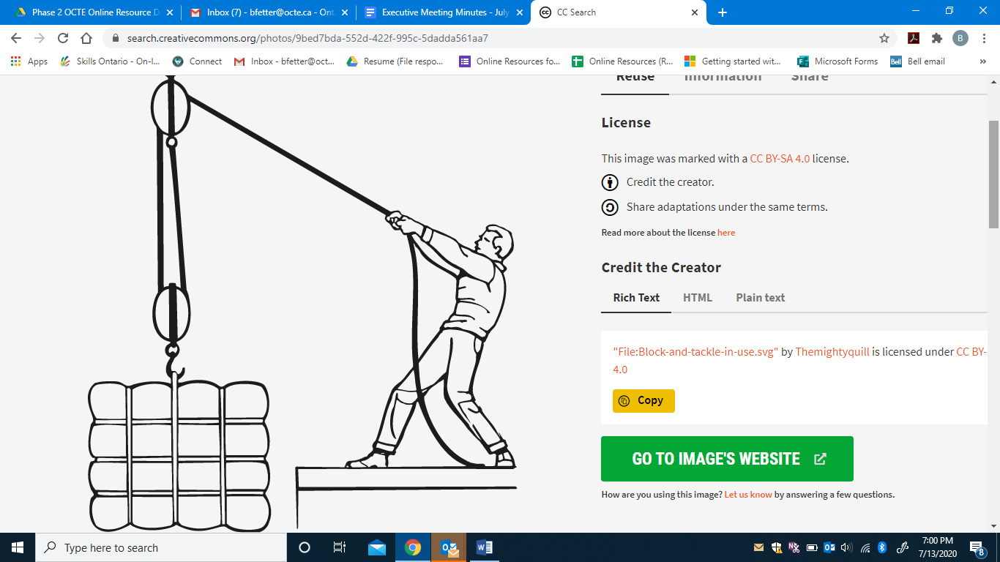 Phase 2 OCTE Online Resource D
Inbox (7) - bfetter@octe.ca - Ont
Executive Meeting Minutes - July
CC Search
search.creativecommons.org/photos/9bed7bda-552d-422f-995c-5dadda561aa7
B
Apps
Skills Ontario - On-l...
Connect
Inbox - bfetter@oct...
Resume (File respo...
Online Resources fo...
Online Resources (R...
Getting started wit...
Microsoft Forms
Bell
Bell email
»
Reuse
Information
Share
License
This image was marked with a CC BY-SA 4.0 license.
Credit the creator.
Share adaptations under the same terms.
Read more about the license here
Credit the Creator
Rich Text
HTML
Plain text
"File:Block-and-tackle-in-use.svg" by Themightyquill is licensed under CC BY-
4.0
Copy
GO TO IMAGE'S WEBSITE
How are you using this image? Let us know by answering a few questions.
Type here to search
7:00 PM
7/13/2020
8